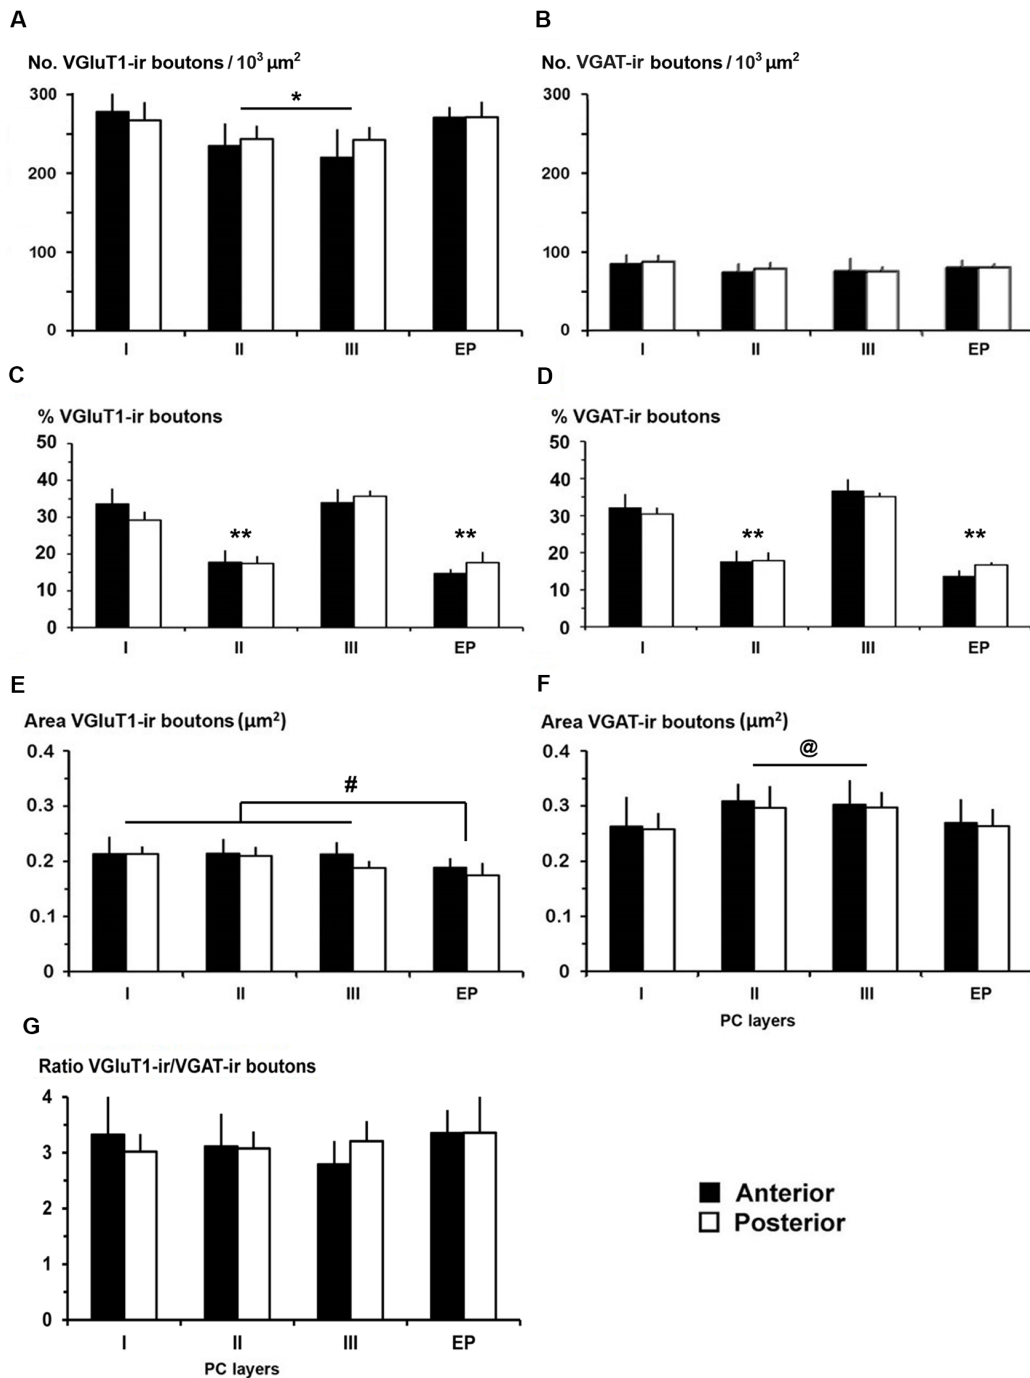 A
No. VGluT1-ir boutons / 10³ µm²
300
200
100
0
*
I II III EP
B
No. VGAT-ir boutons / 10³ µm²
300
200
100
0
I II III EP
C
% VGluT1-ir boutons
50
40
30
20
10
0
** **
I II III EP
D
% VGAT-ir boutons
50
40
30
20
10
0
** **
I II III EP
E
Area VGluT1-ir boutons (µm²)
0.4
0.3
0.2
0.1
0
#
I II III EP
F
Area VGAT-ir boutons (µm²)
0.4
0.3
0.2
0.1
0
@
I II III EP
PC layers
G
Ratio VGluT1-ir/VGAT-ir boutons
4
3
2
1
0
I II III EP
PC layers
Anterior
Posterior